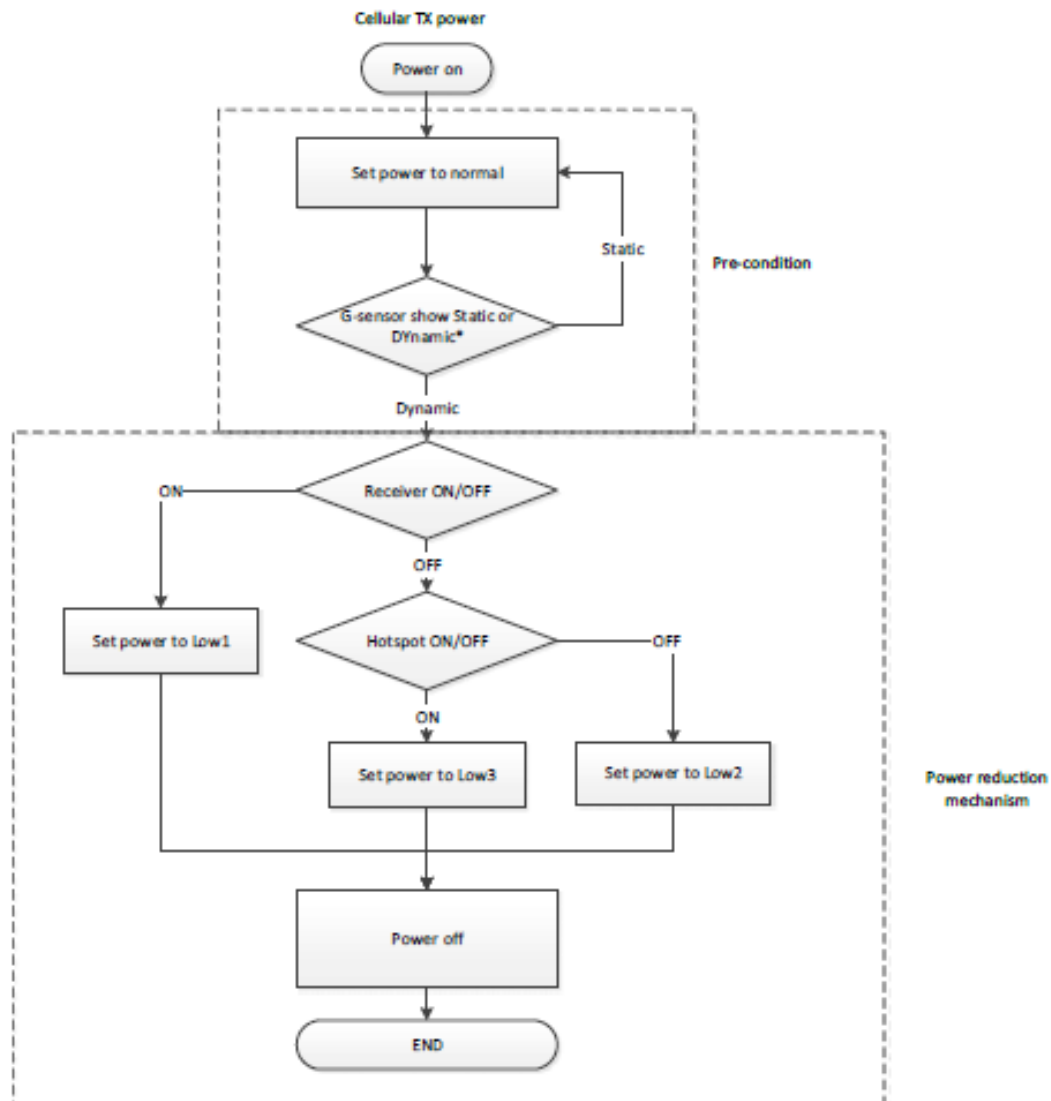 Cellular TX power
Power on
Set power to normal
Static
Pre-condition
G-sensor show Static or
DYnamic*
Dynamic
Receiver ON/OFF
ON
OFF
Set power to Low1
Hotspot ON/OFF
OFF
ON
Set power to Low3
Set power to Low2
Power reduction
mechanism
Power off
END